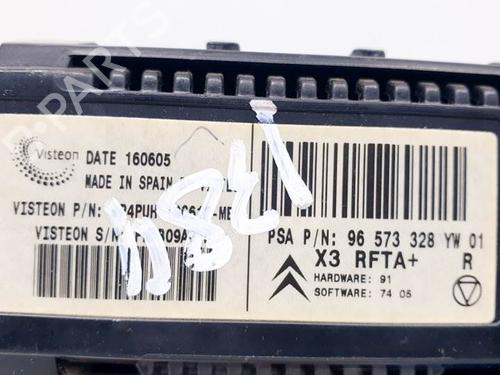 Visteon DATE 160605
MADE IN SPAIN
VISTEON P/N:
VISTEON S/N:
PSA P/N: 96 573 328 YW 01
X3 RFTA+ R
HARDWARE: 91
SOFTWARE: 74 05
B-PARTS